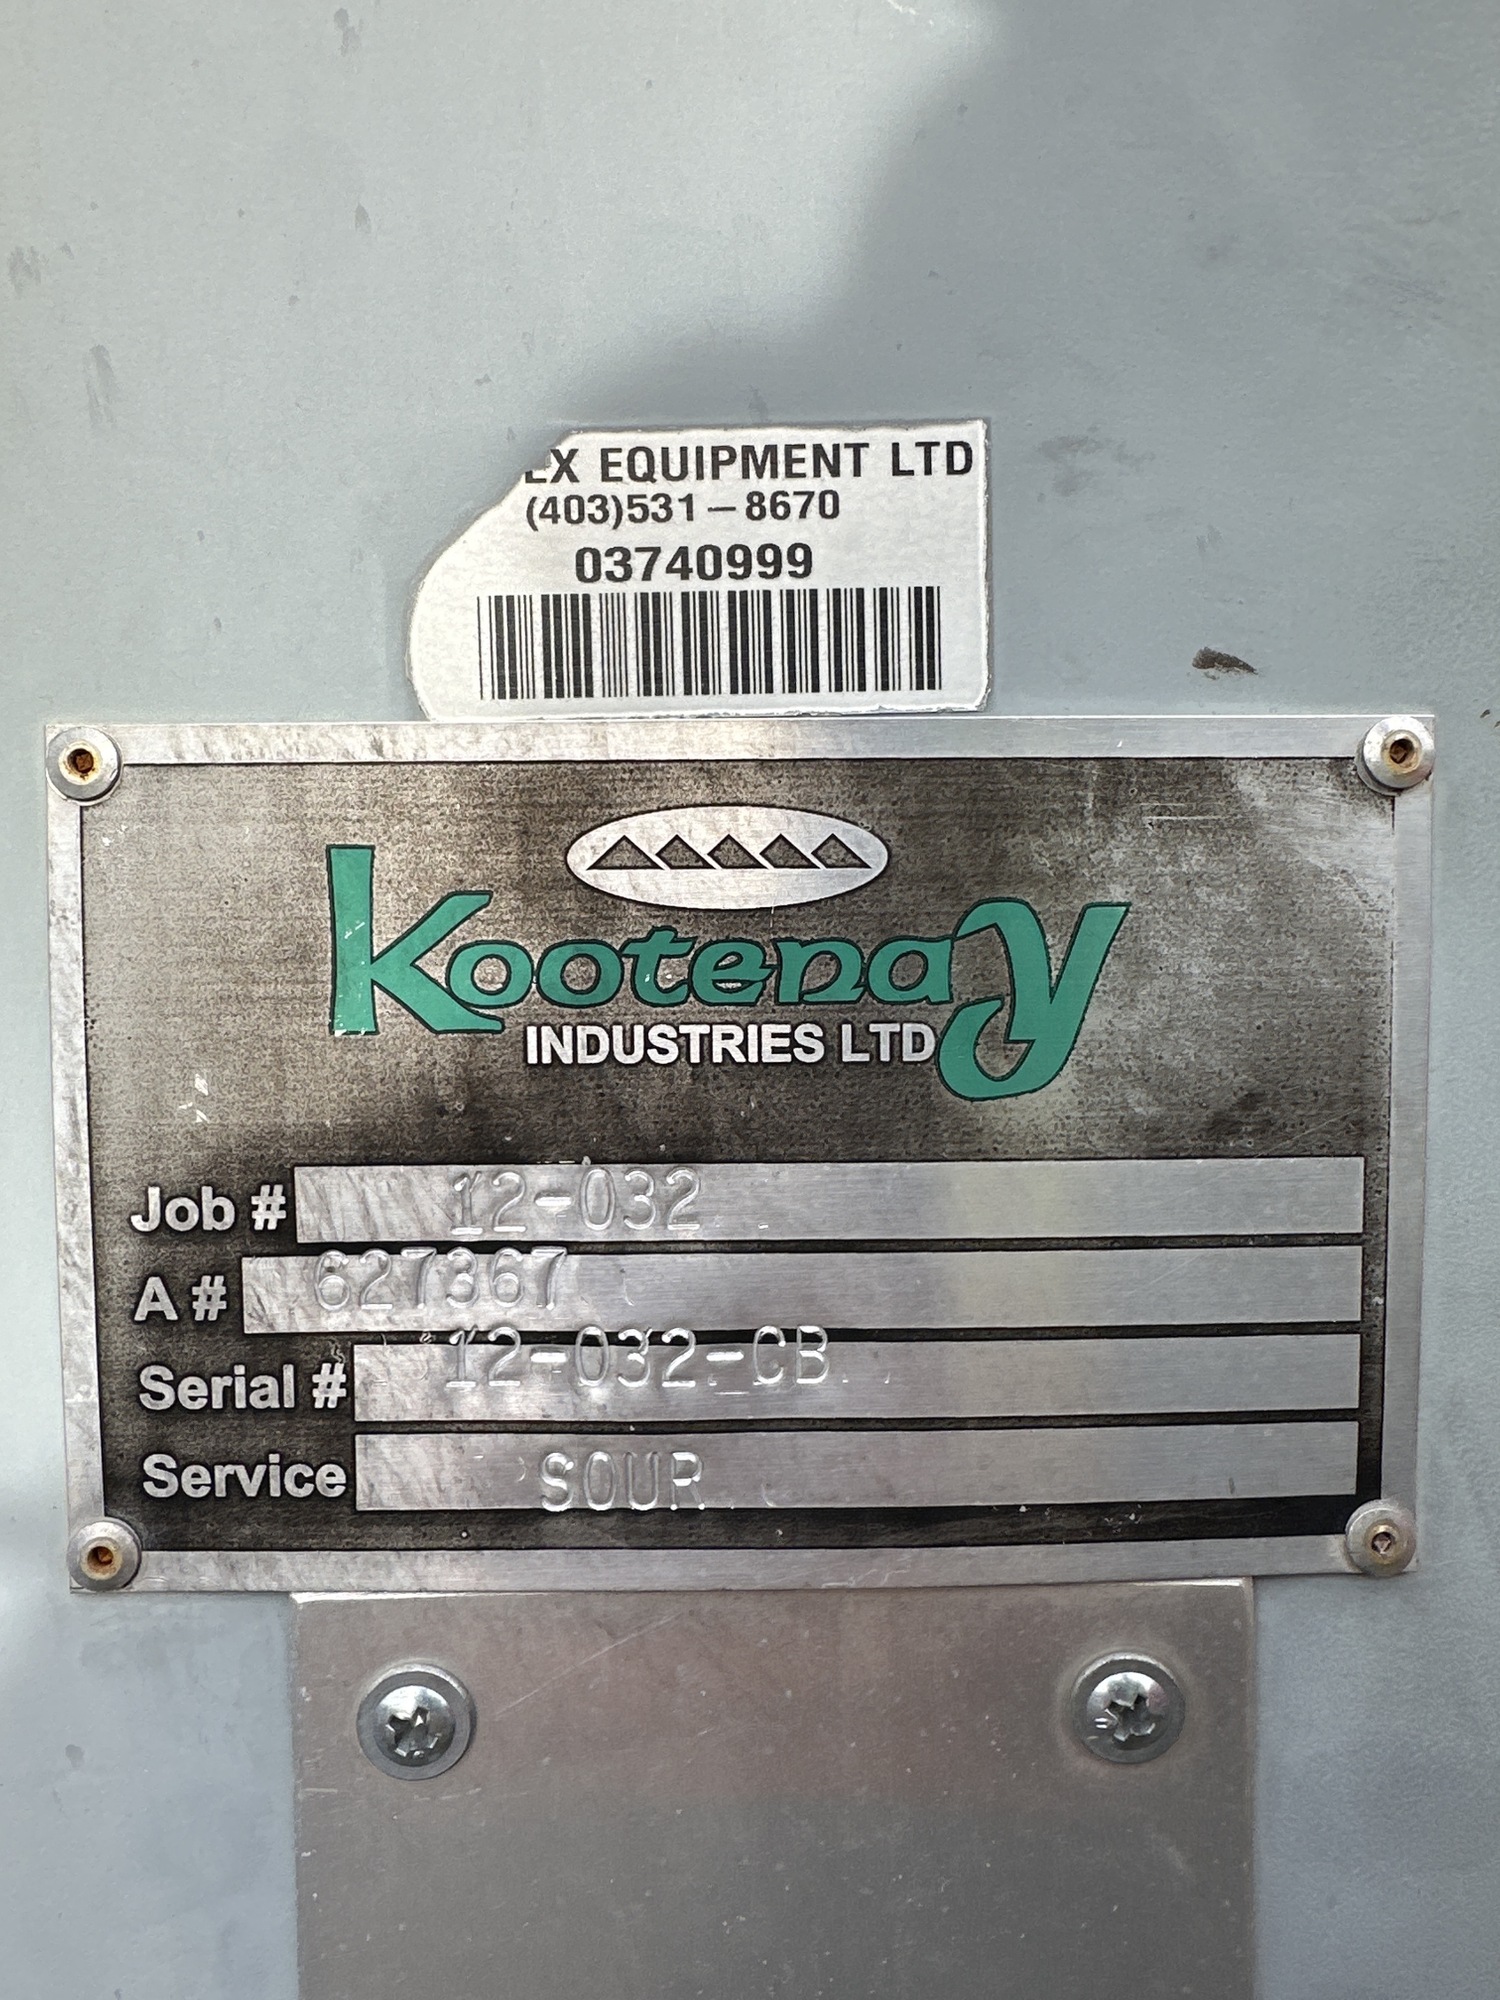 EX EQUIPMENT LTD
(403)531-8670
03740999
Kootenay
INDUSTRIES LTD
Job # 12-032
A # 627367
Serial # 12-032-CB
Service SOUR